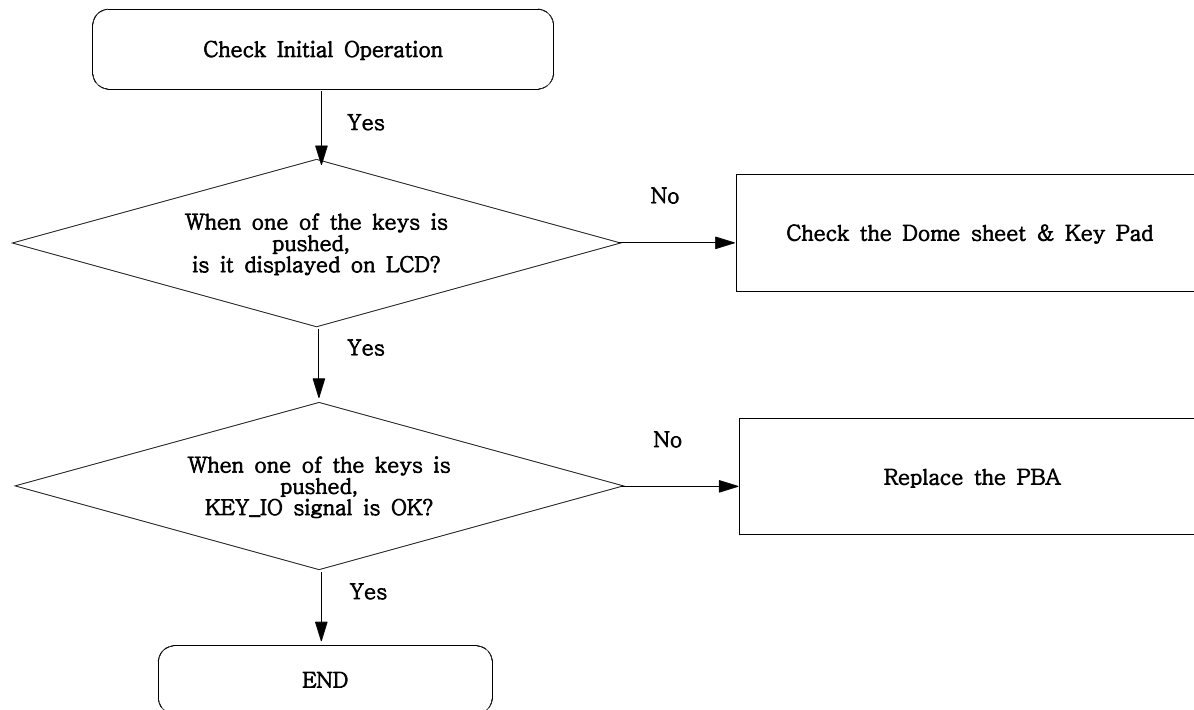 Check Initial Operation
Yes
When one of the keys is
pushed,
is it displayed on LCD?
No
Check the Dome sheet & Key Pad
Yes
When one of the keys is
pushed,
KEY_IO signal is OK?
No
Replace the PBA
Yes
END